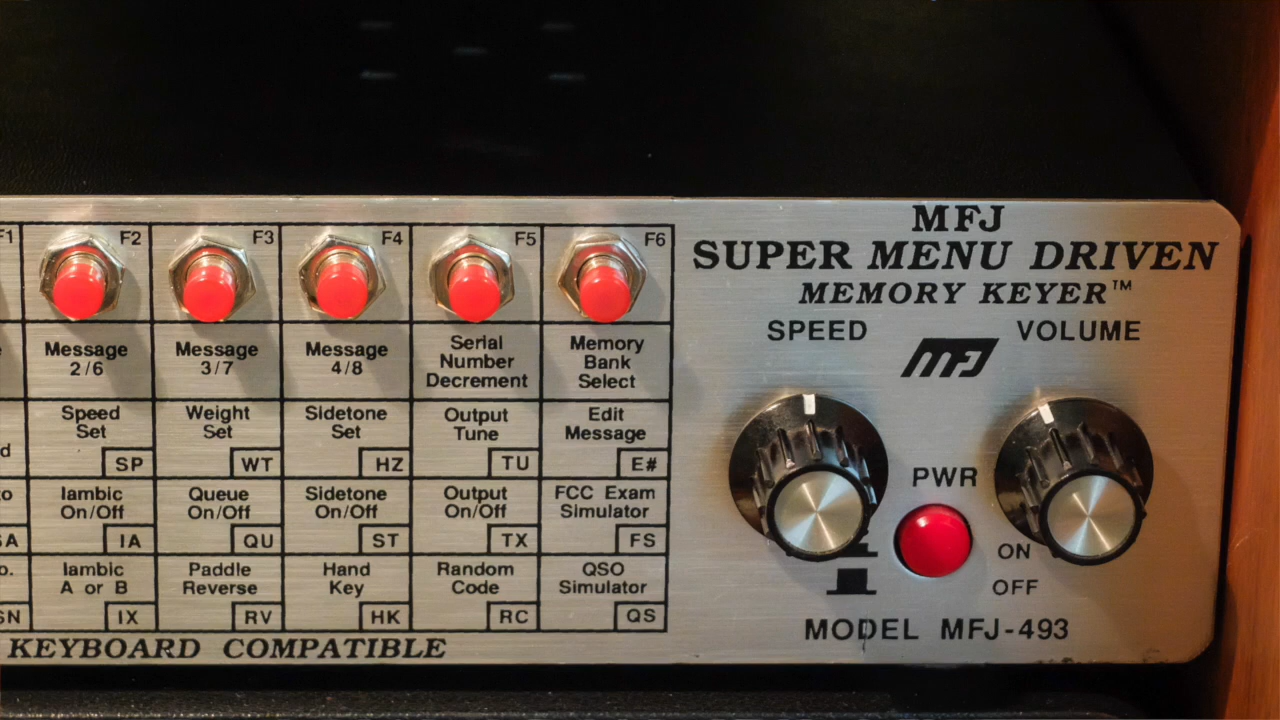 F1
F2
F3
F4
F5
F6
Message
2/6
Message
3/7
Message
4/8
Serial
Number
Decrement
Memory
Bank
Select
Speed
Set
SP
Weight
Set
WT
Sidetone
Set
HZ
Output
Tune
TU
Edit
Message
E#
Iambic
On/Off
IA
Queue
On/Off
QU
Sidetone
On/Off
ST
Output
On/Off
TX
FCC Exam
Simulator
FS
Iambic
A or B
IX
Paddle
Reverse
RV
Hand
Key
HK
Random
Code
RC
QSO
Simulator
QS
KEYBOARD COMPATIBLE
MFJ
SUPER MENU DRIVEN
MEMORY KEYER™
SPEED
VOLUME
MFJ
PWR
ON
OFF
MODEL MFJ-493